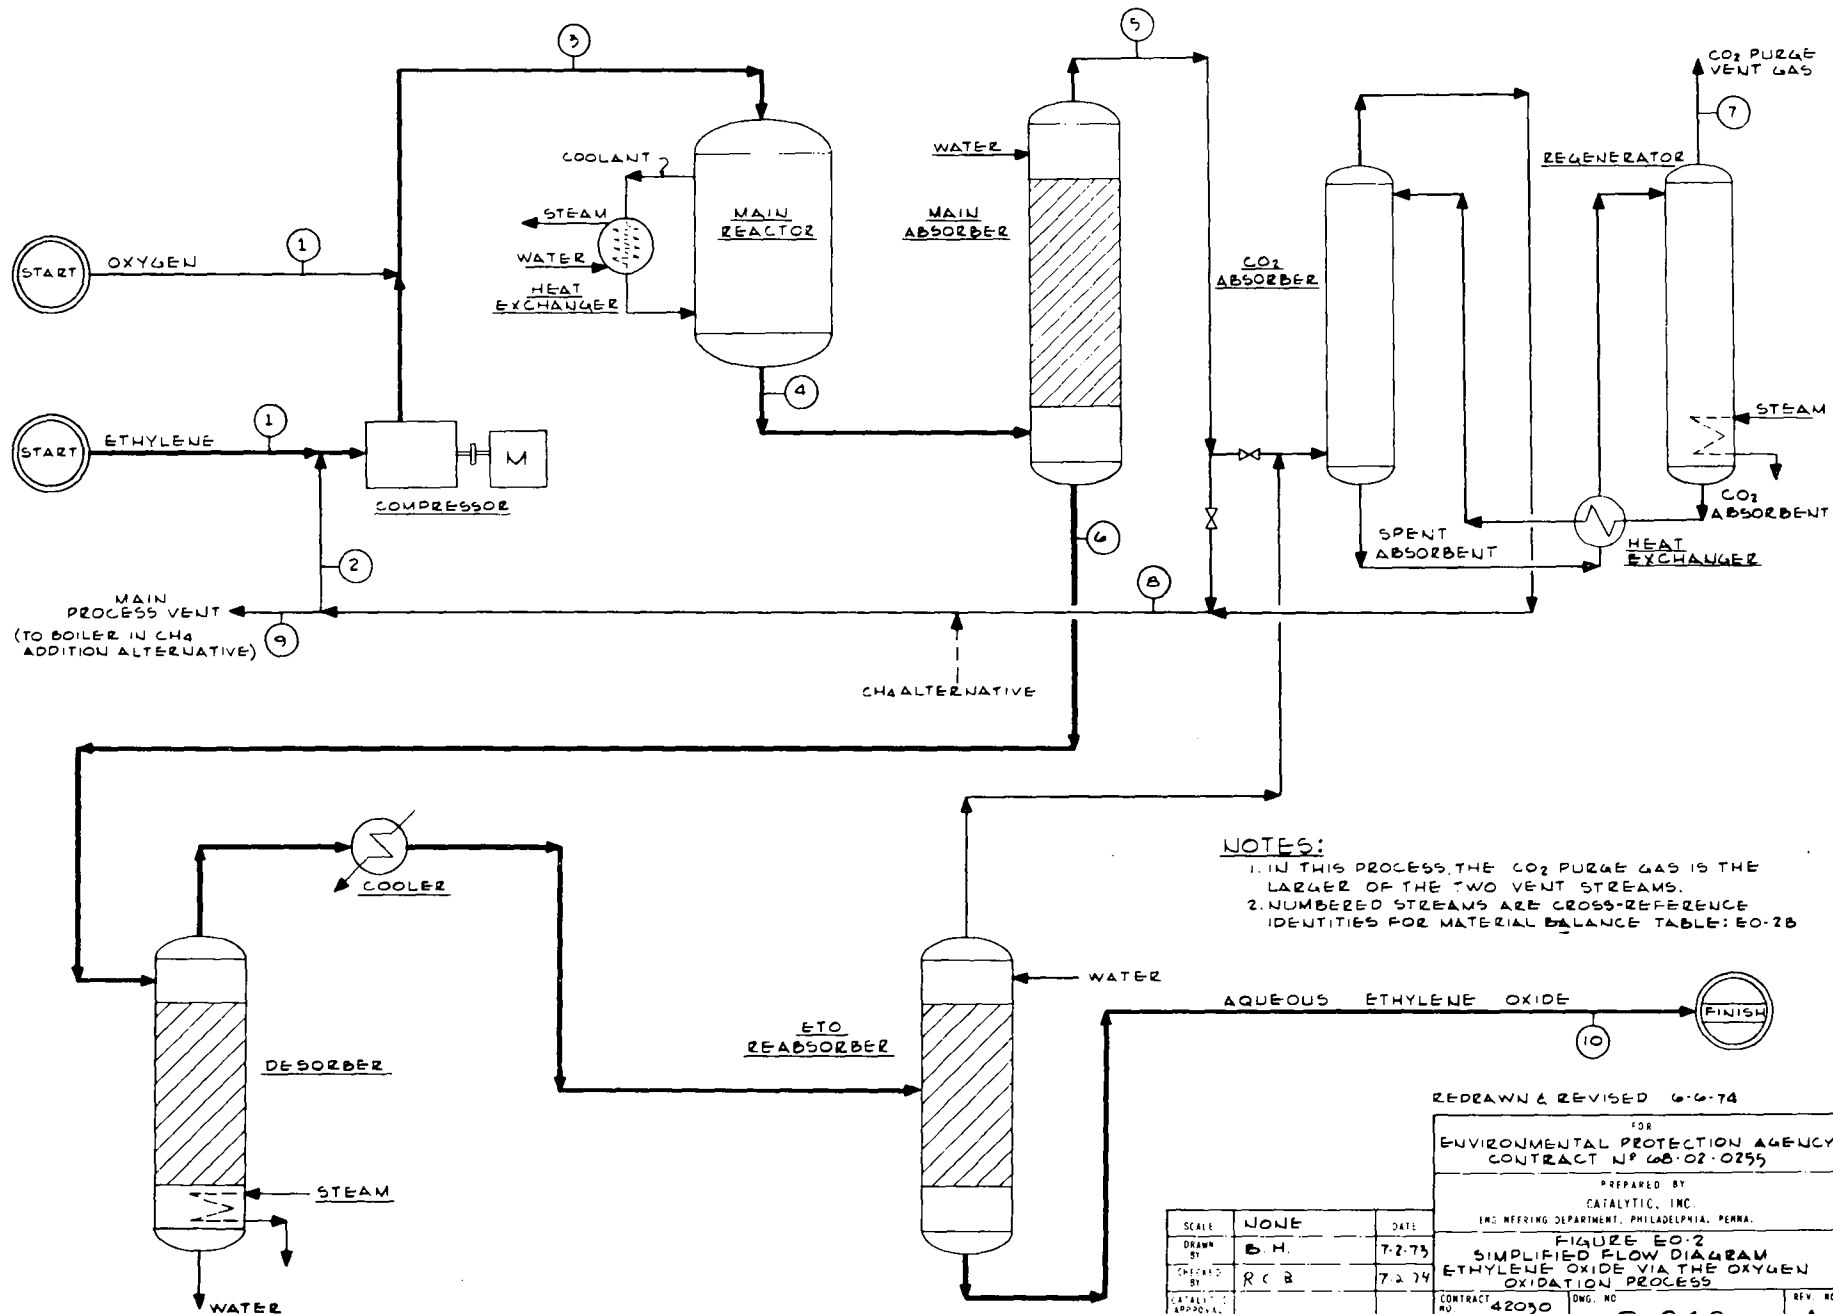 3
5
CO₂ PURGE
VENT GAS
7
REGENERATOR
COOLANT
WATER
STEAM
WATER
HEAT
EXCHANGER
MAIN
REACTOR
MAIN
ABSORBER
CO₂
ABSORBER
START
OXYGEN
1
4
STEAM
START
ETHYLENE
1
M
COMPRESSOR
CO₂
ABSORBENT
SPENT
ABSORBENT
HEAT
EXCHANGER
6
2
8
MAIN
PROCESS VENT
(TO BOILER IN CH₄
ADDITION ALTERNATIVE)
9
CH₄ ALTERNATIVE
COOLER
NOTES:
1. IN THIS PROCESS, THE CO₂ PURGE GAS IS THE
LARGER OF THE TWO VENT STREAMS.
2. NUMBERED STREAMS ARE CROSS-REFERENCE
IDENTITIES FOR MATERIAL BALANCE TABLE: EO-2B
WATER
AQUEOUS ETHYLENE OXIDE
10
FINISH
ETO
REABSORBER
DESORBER
STEAM
WATER
REDRAWN & REVISED 6-6-74
FOR
ENVIRONMENTAL PROTECTION AGENCY
CONTRACT Nº 68-02-0255
PREPARED BY
CATALYTIC, INC.
ENGINEERING DEPARTMENT, PHILADELPHIA, PENNA.
SCALE NONE DATE
DRAWN BY B. H. 7-2-73
CHECKED BY R C B
CATALYTIC APPROVAL
FIGURE EO-2
SIMPLIFIED FLOW DIAGRAM
ETHYLENE OXIDE VIA THE OXYGEN
OXIDATION PROCESS
CONTRACT NO. 42030
DWG. NO
REV. NO